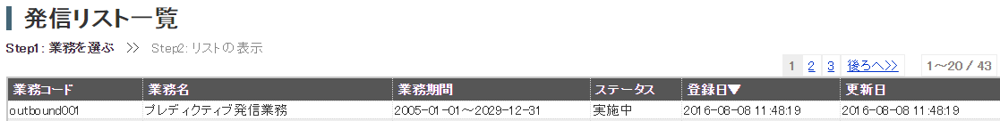 発信リスト一覧
Step1: 業務を選ぶ >> Step2: リストの表示
1 2 3 後ろへ>> 1～20 / 43
業務コード 業務名 業務期間 ステータス 登録日▼ 更新日
outbound001 プレディクティブ発信業務 2005-01-01～2029-12-31 実施中 2016-08-08 11:48:19 2016-08-08 11:48:19